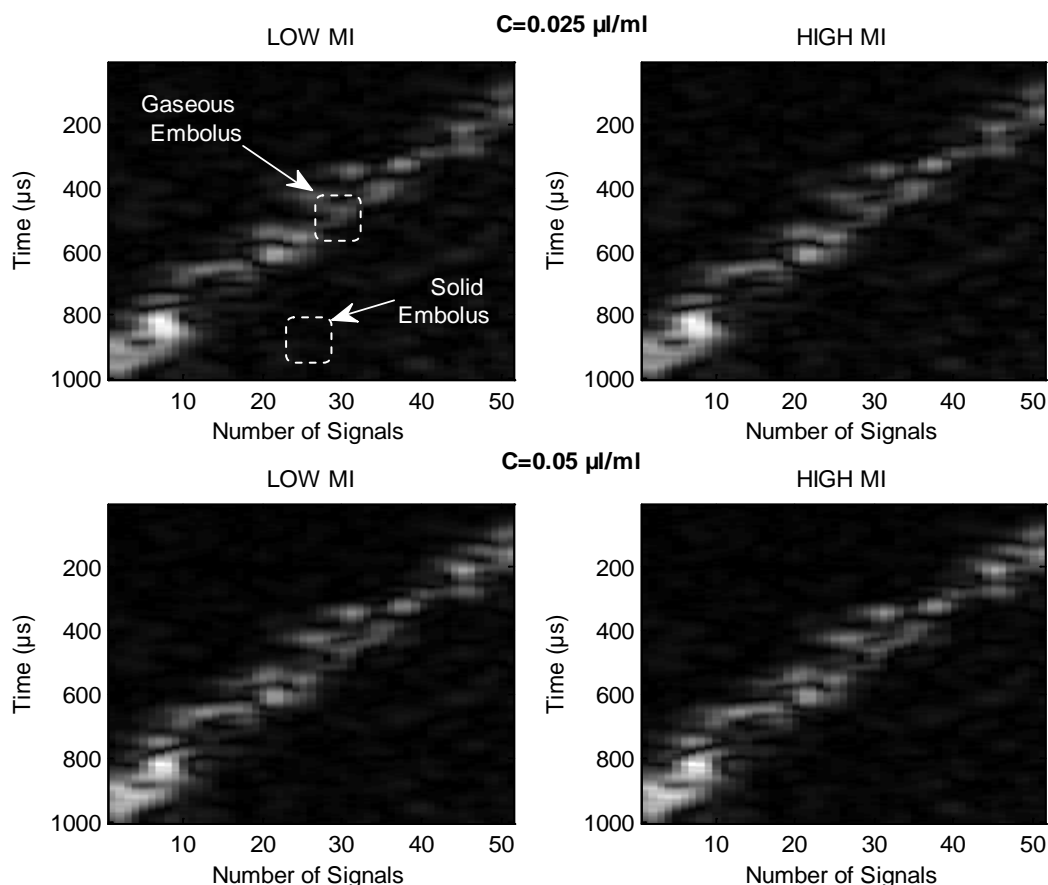 C=0.025 µl/ml
LOW MI
HIGH MI
Gaseous
Embolus
Solid
Embolus
Time (µs)
200
400
600
800
1000
10
20
30
40
50
Number of Signals
Time (µs)
200
400
600
800
1000
10
20
30
40
50
Number of Signals
C=0.05 µl/ml
LOW MI
HIGH MI
Time (µs)
200
400
600
800
1000
10
20
30
40
50
Number of Signals
Time (µs)
200
400
600
800
1000
10
20
30
40
50
Number of Signals